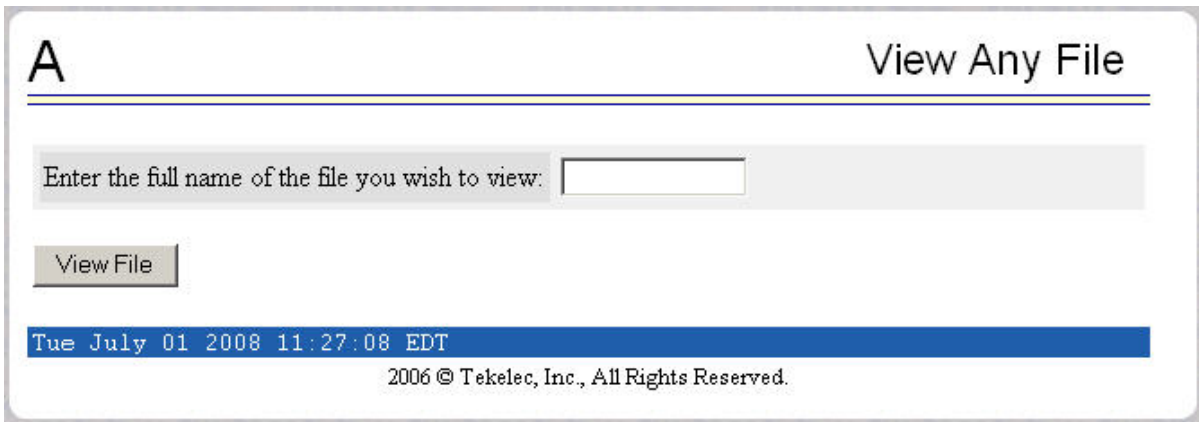 A View Any File
Enter the full name of the file you wish to view:
View File
Tue July 01 2008 11:27:08 EDT
2006 © Tekelec, Inc., All Rights Reserved.